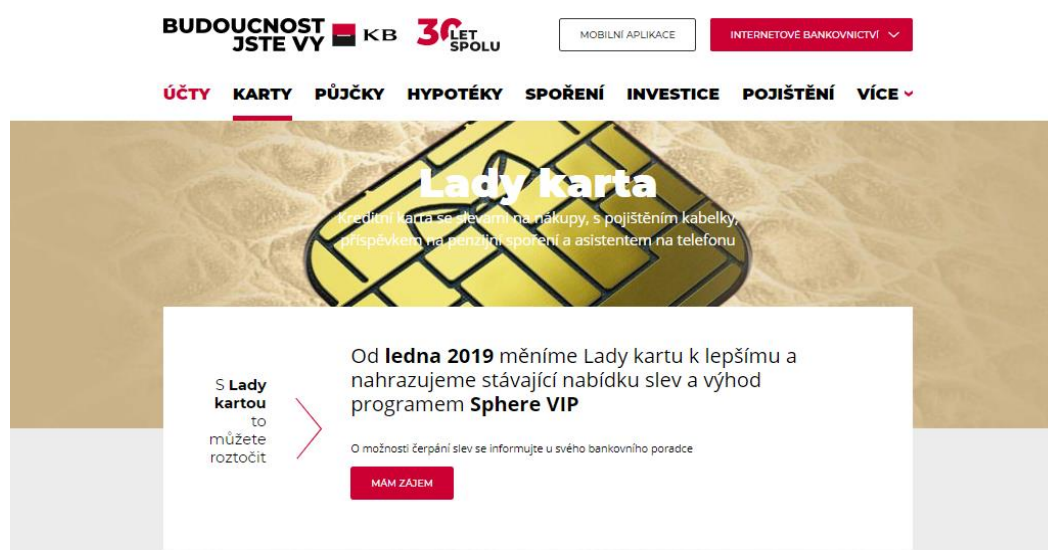 BUDOUCNOST
JSTE VY
KB
30 LET
SPOLU
MOBILNÍ APLIKACE
INTERNETOVÉ BANKOVNICTVÍ
ÚČTY KARTY PŮJČKY HYPOTÉKY SPOŘENÍ INVESTICE POJIŠTĚNÍ VÍCE
Lady karta
Kreditní karta se slevami na nákupy, s pojištěním kabelky,
příspěvkem na penzijní spoření a asistentem na telefonu
S Lady
kartou
to
můžete
roztočit
Od ledna 2019 měníme Lady kartu k lepšímu a
nahrazujeme stávající nabídku slev a výhod
programem Sphere VIP
O možnosti čerpání slev se informujte u svého bankovního poradce
MÁM ZÁJEM